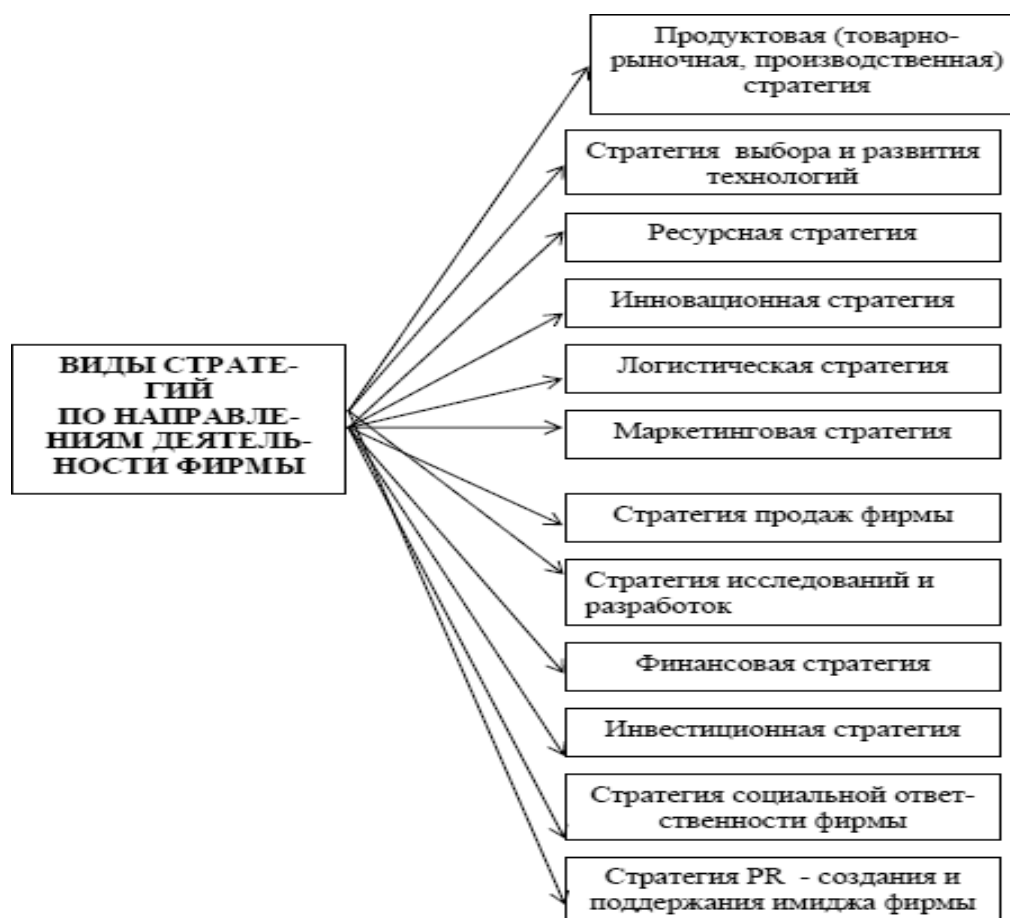 Продуктовая (товарно-
рыночная, производственная)
стратегия
Стратегия выбора и развития
технологий
Ресурсная стратегия
Инновационная стратегия
Логистическая стратегия
Маркетинговая стратегия
ВИДЫ СТРАТЕ-
ГИЙ
ПО НАПРАВЛЕ-
НИЯМ ДЕЯТЕЛЬ-
НОСТИ ФИРМЫ
Стратегия продаж фирмы
Стратегия исследований и
разработок
Финансовая стратегия
Инвестиционная стратегия
Стратегия социальной ответ-
ственности фирмы
Стратегия PR - создания и
поддержания имиджа фирмы